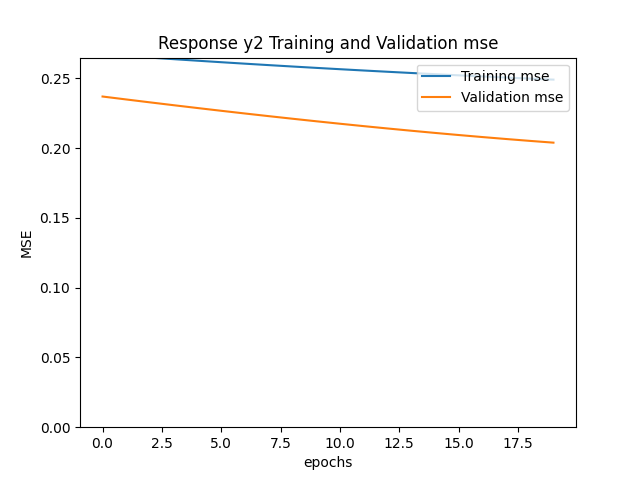 Response y2 Training and Validation mse
Training mse
Validation mse
0.25
0.20
0.15
0.10
0.05
0.00
MSE
0.0 2.5 5.0 7.5 10.0 12.5 15.0 17.5
epochs